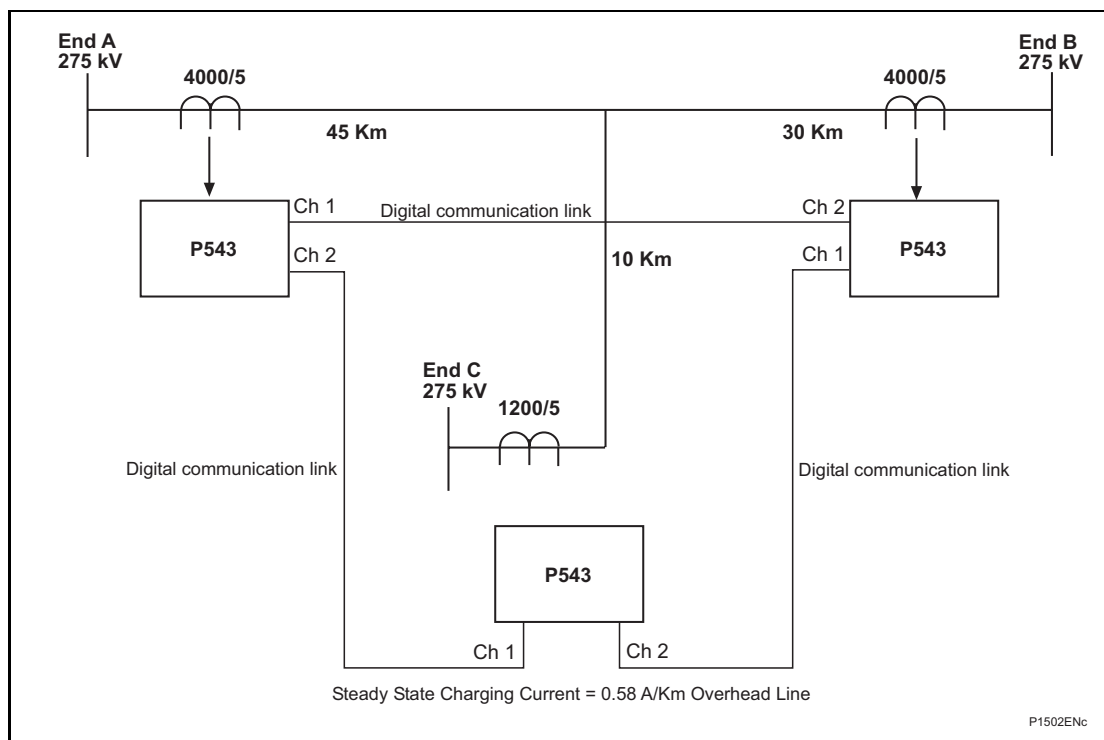 End A
275 kV
4000/5
End B
275 kV
4000/5
45 Km
30 Km
Ch 1
Digital communication link
Ch 2
P543
P543
Ch 2
10 Km
Ch 1
End C
275 kV
1200/5
Digital communication link
Digital communication link
P543
Ch 1
Ch 2
Steady State Charging Current = 0.58 A/Km Overhead Line
P1502ENc